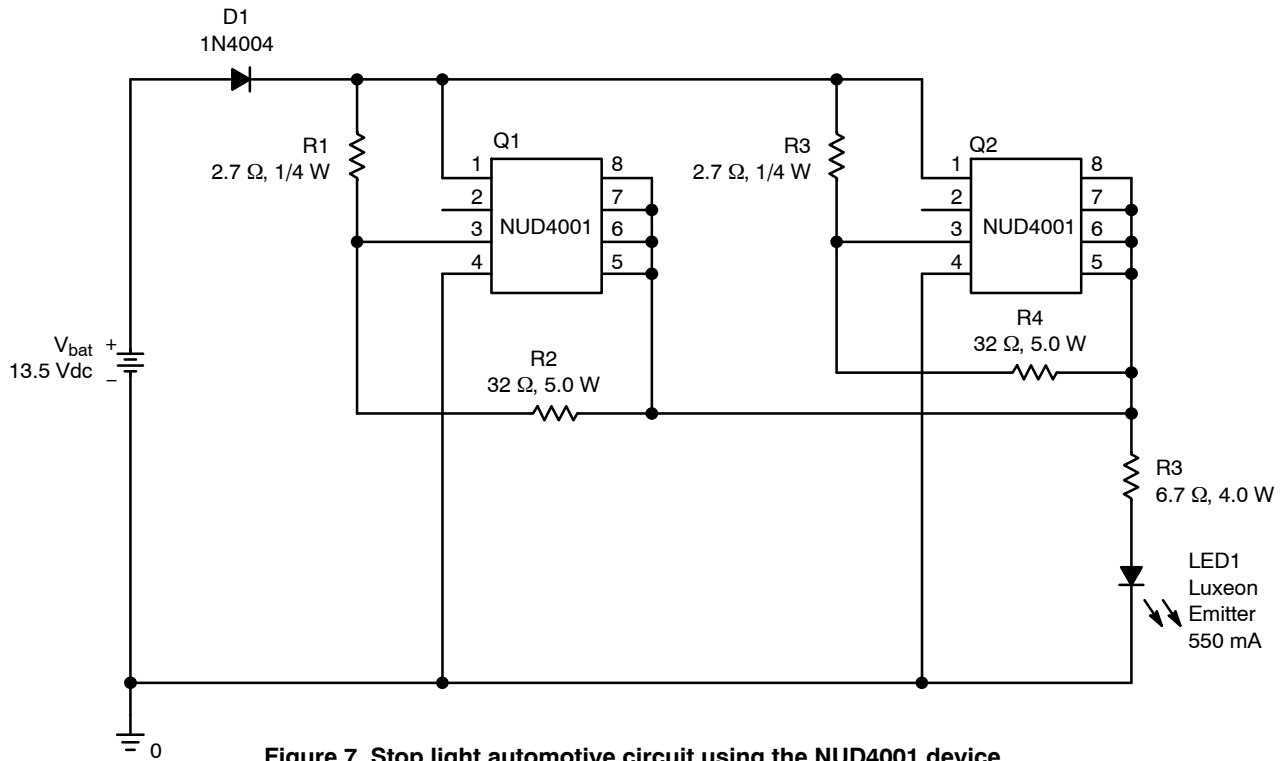 D1
1N4004
R1
2.7 Ω, 1/4 W
Q1
1
2
3
4
NUD4001
8
7
6
5
R3
2.7 Ω, 1/4 W
Q2
1
2
3
4
NUD4001
8
7
6
5
R4
32 Ω, 5.0 W
R2
32 Ω, 5.0 W
Vbat +
13.5 Vdc −
R3
6.7 Ω, 4.0 W
LED1
Luxeon
Emitter
550 mA
0
Figure 7. Stop light automotive circuit using the NUD4001 device